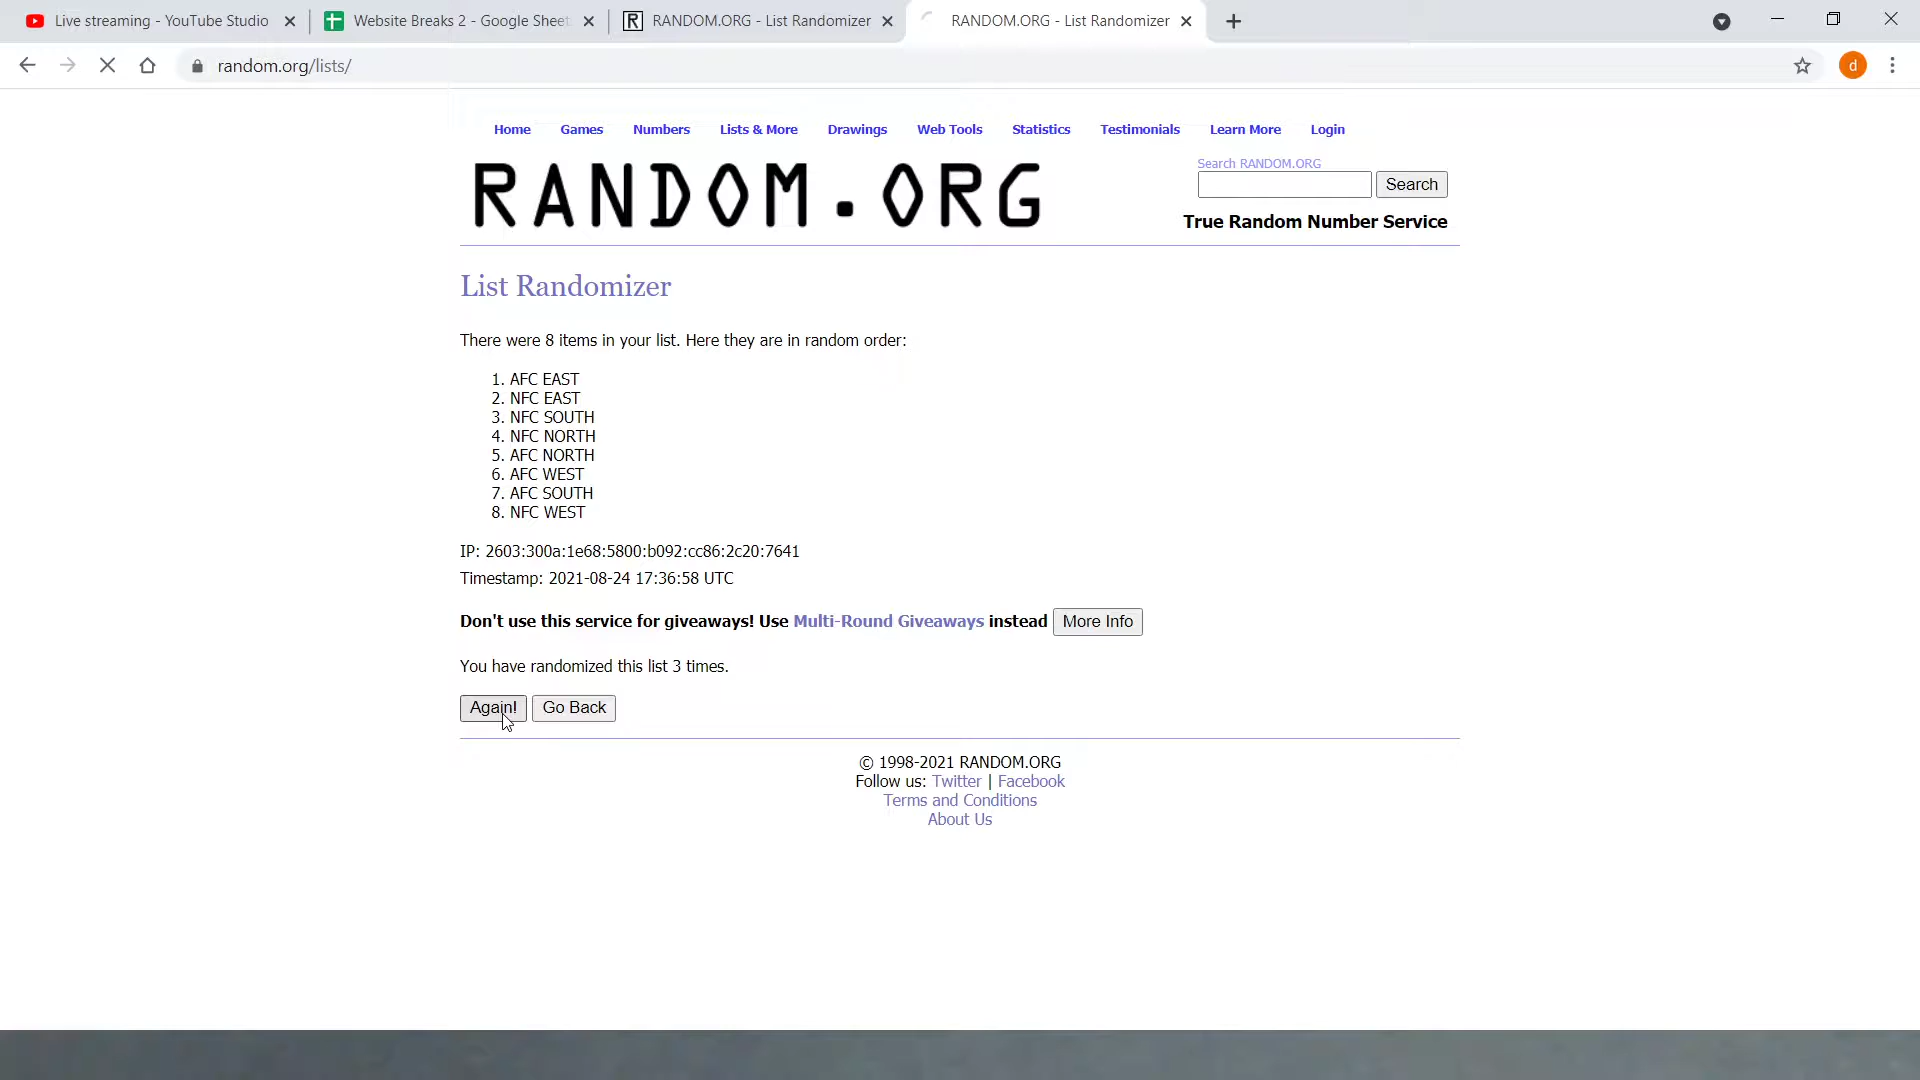 Live streaming - YouTube Studio
Website Breaks 2 - Google Sheet
RANDOM.ORG - List Randomizer
RANDOM.ORG - List Randomizer
random.org/lists/
d
Home Games Numbers Lists & More Drawings Web Tools Statistics Testimonials Learn More Login
RANDOM.ORG
Search RANDOM.ORG
Search
True Random Number Service
List Randomizer
There were 8 items in your list. Here they are in random order:
1. AFC EAST
2. NFC EAST
3. NFC SOUTH
4. NFC NORTH
5. AFC NORTH
6. AFC WEST
7. AFC SOUTH
8. NFC WEST
IP: 2603:300a:1e68:5800:b092:cc86:2c20:7641
Timestamp: 2021-08-24 17:36:58 UTC
Don't use this service for giveaways! Use Multi-Round Giveaways instead More Info
You have randomized this list 3 times.
Again! Go Back
© 1998-2021 RANDOM.ORG
Follow us: Twitter | Facebook
Terms and Conditions
About Us